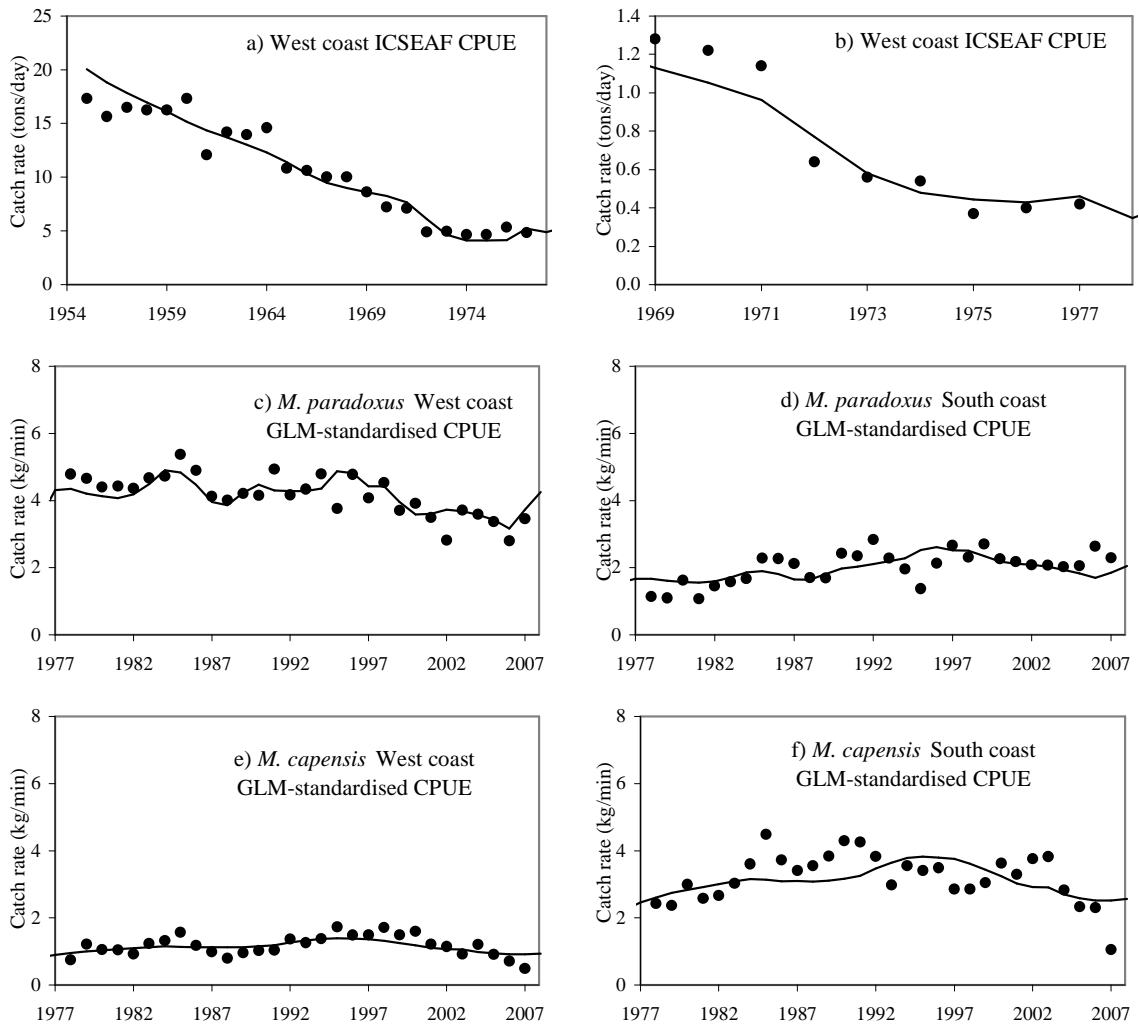 a) West coast ICSEAF CPUE
Catch rate (tons/day)
25
20
15
10
5
0
1954 1959 1964 1969 1974
b) West coast ICSEAF CPUE
Catch rate (tons/day)
1.4
1.2
1.0
0.8
0.6
0.4
0.2
0.0
1969 1971 1973 1975 1977
c) M. paradoxus West coast
GLM-standardised CPUE
Catch rate (kg/min)
8
6
4
2
0
1977 1982 1987 1992 1997 2002 2007
d) M. paradoxus South coast
GLM-standardised CPUE
Catch rate (kg/min)
8
6
4
2
0
1977 1982 1987 1992 1997 2002 2007
e) M. capensis West coast
GLM-standardised CPUE
Catch rate (kg/min)
8
6
4
2
0
1977 1982 1987 1992 1997 2002 2007
f) M. capensis South coast
GLM-standardised CPUE
Catch rate (kg/min)
8
6
4
2
0
1977 1982 1987 1992 1997 2002 2007